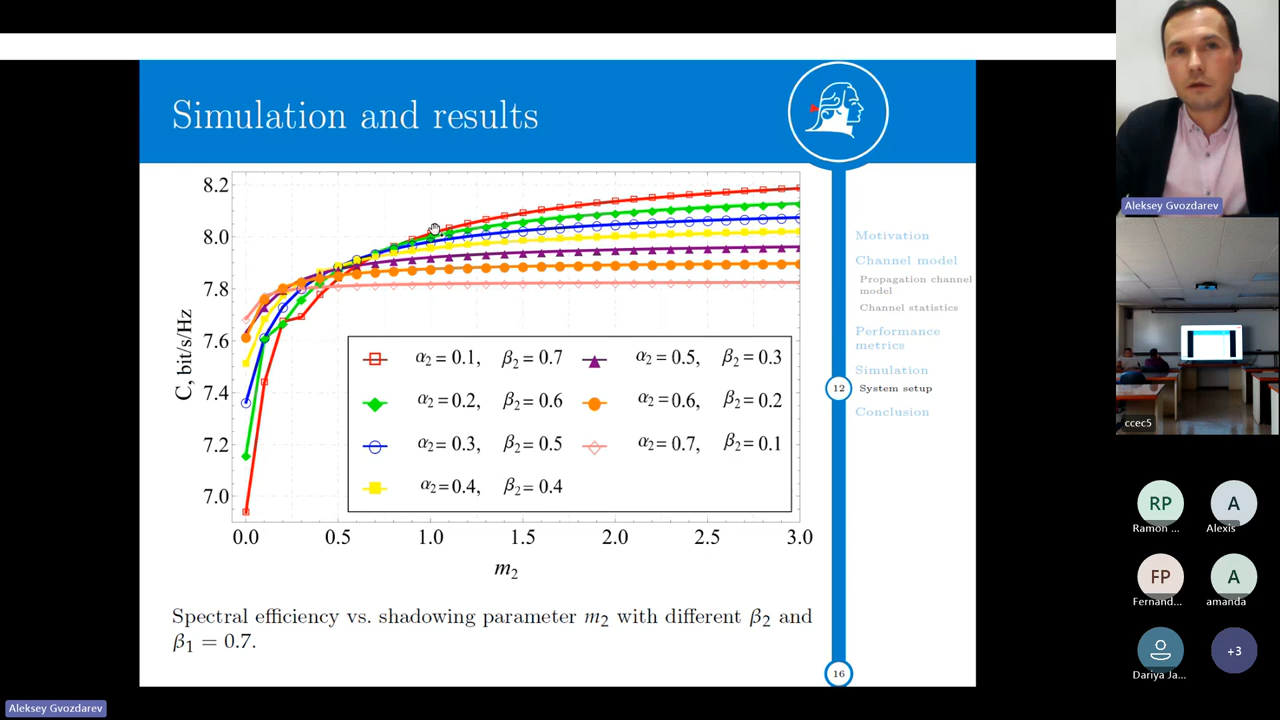 Simulation and results
8.2
8.0
7.8
7.6
7.4
7.2
7.0
C, bit/s/Hz
α2 = 0.1, β2 = 0.7
α2 = 0.2, β2 = 0.6
α2 = 0.3, β2 = 0.5
α2 = 0.4, β2 = 0.4
α2 = 0.5, β2 = 0.3
α2 = 0.6, β2 = 0.2
α2 = 0.7, β2 = 0.1
0.0 0.5 1.0 1.5 2.0 2.5 3.0
m2
Spectral efficiency vs. shadowing parameter m2 with different β2 and
β1 = 0.7.
Motivation
Channel model
Propagation channel
model
Channel statistics
Performance
metrics
Simulation
12
System setup
Conclusion
16
Aleksey Gvozdarev
ccec5
RP
Ramon ...
A
Alexis
FP
Fernand...
A
amanda
Dariya Ja...
+3
Aleksey Gvozdarev